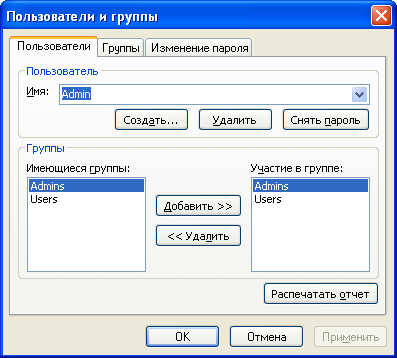 Пользователи и группы
Пользователи Группы Изменение пароля
Пользователь
Имя: Admin
Создать... Удалить Снять пароль
Группы
Имеющиеся группы: Участие в группе:
Admins Admins
Users Users
Добавить >>
<< Удалить
Распечатать отчет
OK Отмена Применить